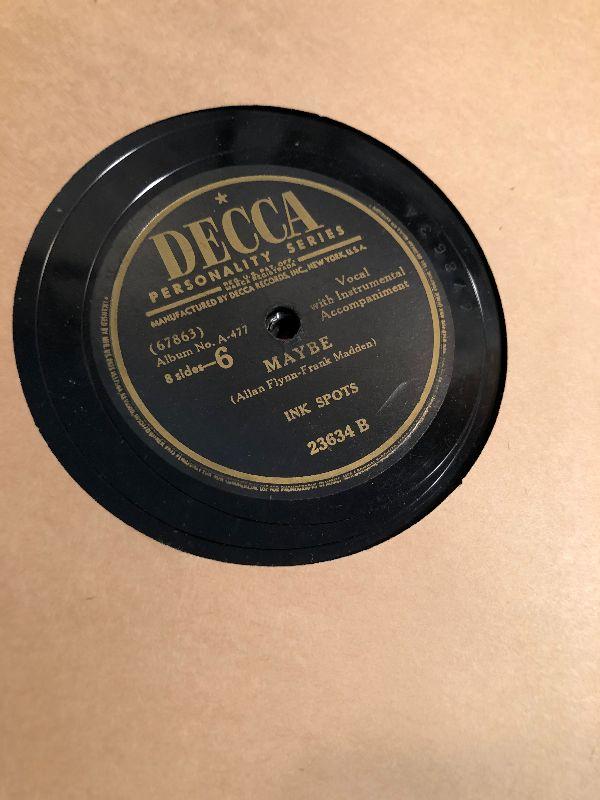 DECCA
PERSONALITY SERIES
REG. U.S. PAT. OFF.
MARCA REGISTRADA
MANUFACTURED BY DECCA RECORDS, INC., NEW YORK, U.S.A.
Vocal
with Instrumental
Accompaniment
(67863)
Album No. A-477
8 sides—6
MAYBE
(Allan Flynn-Frank Madden)
INK SPOTS
23634 B